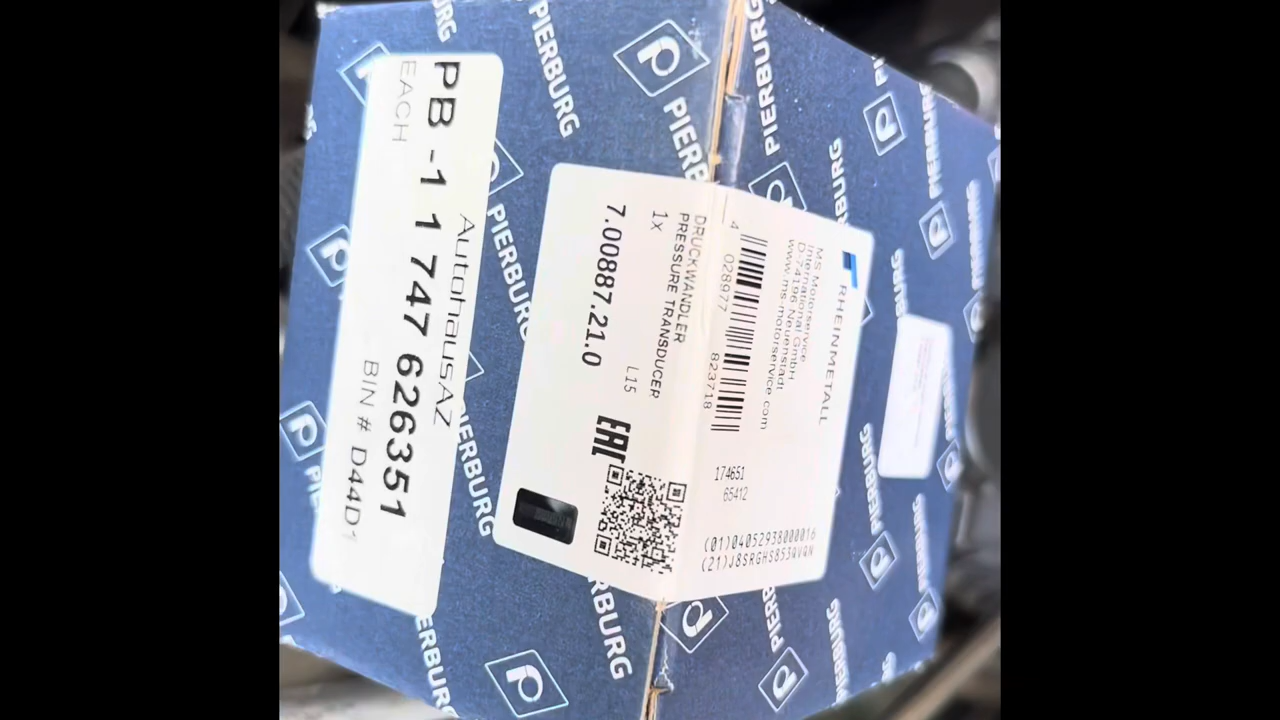 PIERBURG
AutohausAZ
PB -1 1 747 626351
EACH
BIN # D44D1
RHEINMETALL
MS Motorservice
International GmbH
D-74196 Neuenstadt
www.ms-motorservice.com
4 028977 823718
DRUCKWANDLER
PRESSURE TRANSDUCER
1x
L15
7.00887.21.0
EAC
174651
65412
(01)04052938000016
(21)J8SRGHS853QVQN